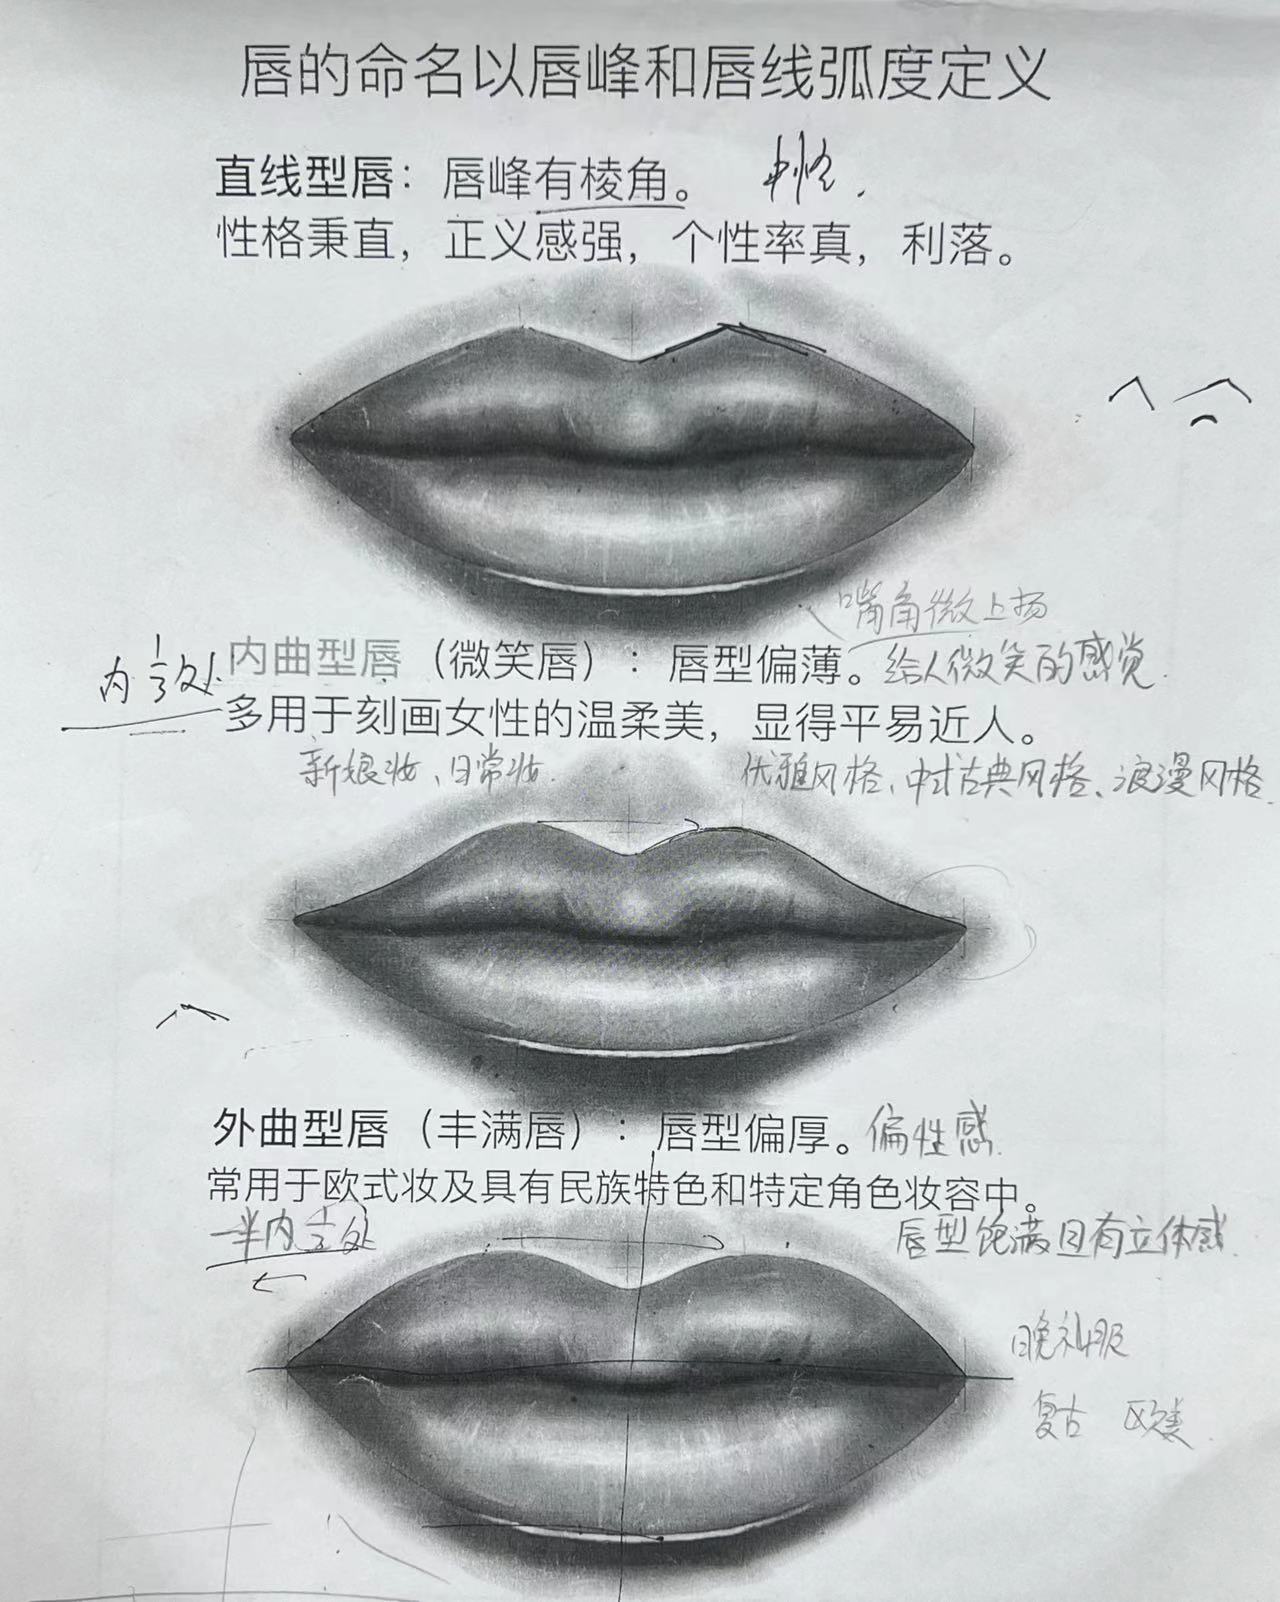 唇的命名以唇峰和唇线弧度定义
直线型唇：唇峰有棱角。 中性.
性格秉直，正义感强，个性率真，利落。
嘴角微上扬
内1/3处 内曲型唇（微笑唇）：唇型偏薄。给人微笑的感觉.
多用于刻画女性的温柔美，显得平易近人。
新娘妆、日常妆. 优雅风格、中式古典风格、浪漫风格.
外曲型唇（丰满唇）：唇型偏厚。偏性感.
常用于欧式妆及具有民族特色和特定角色妆容中。
一半内1/3处 唇型饱满且有立体感.
晚礼服
复古 欧美.